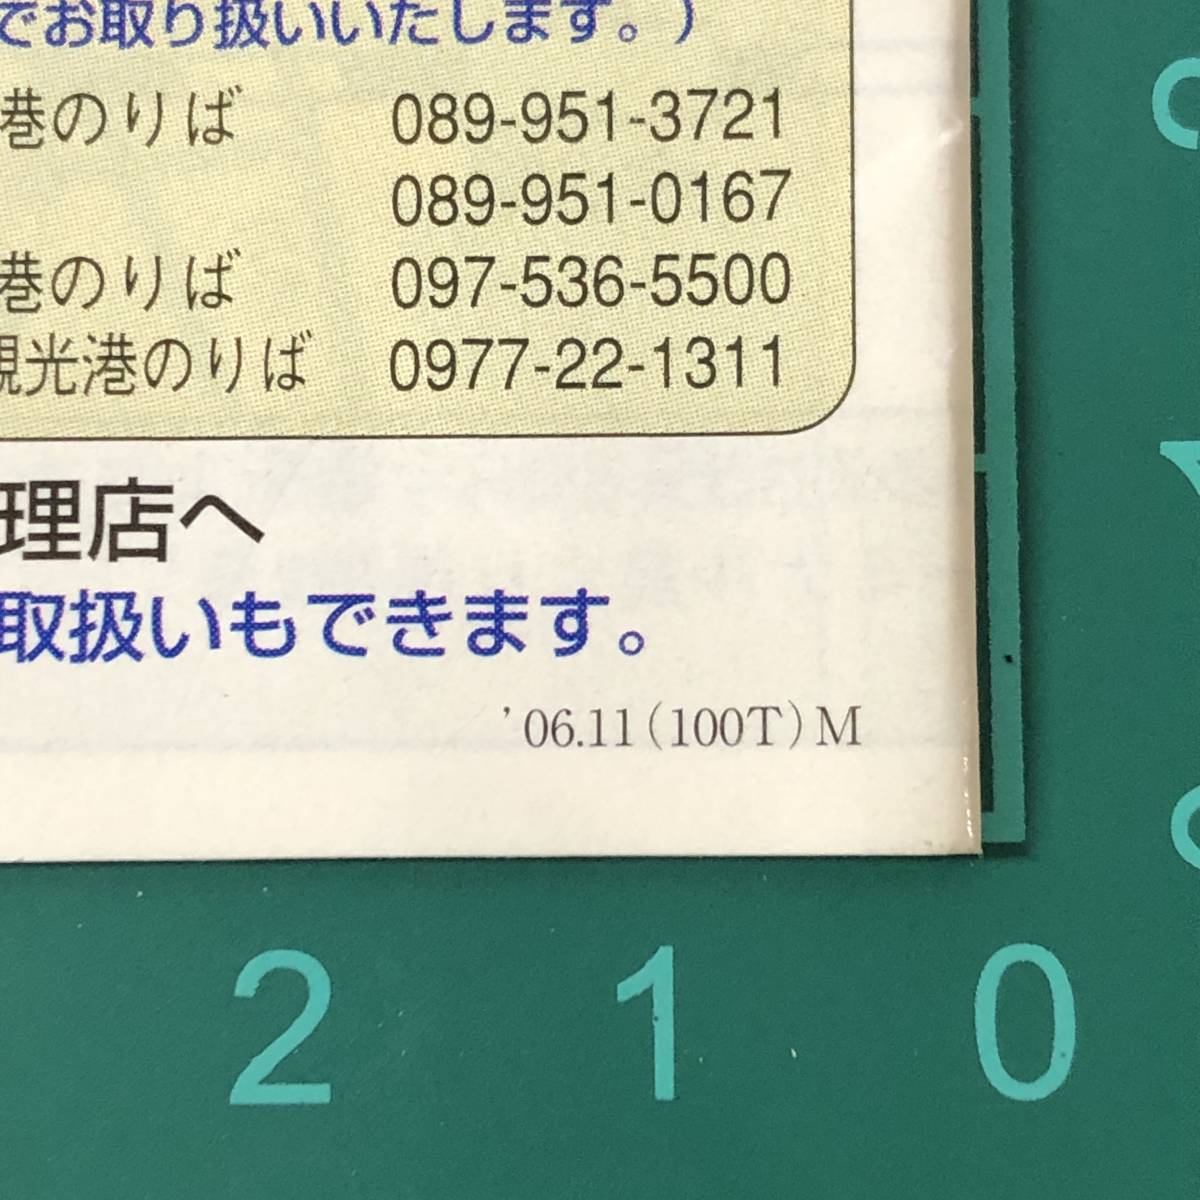 でお取り扱いいたします。)
港のりば 089-951-3721
089-951-0167
港のりば 097-536-5500
観光港のりば 0977-22-1311
理店へ
取扱いもできます。
'06.11(100T)M
2 1 0